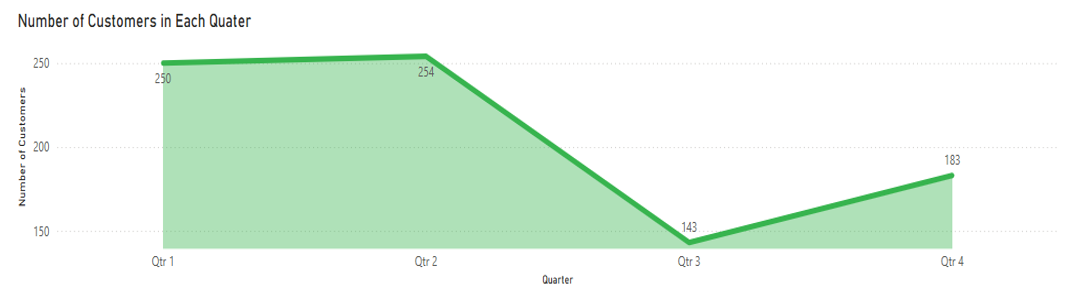 Number of Customers in Each Quater
250
200
150
Number of Customers
250
254
143
183
Qtr 1
Qtr 2
Qtr 3
Qtr 4
Quarter